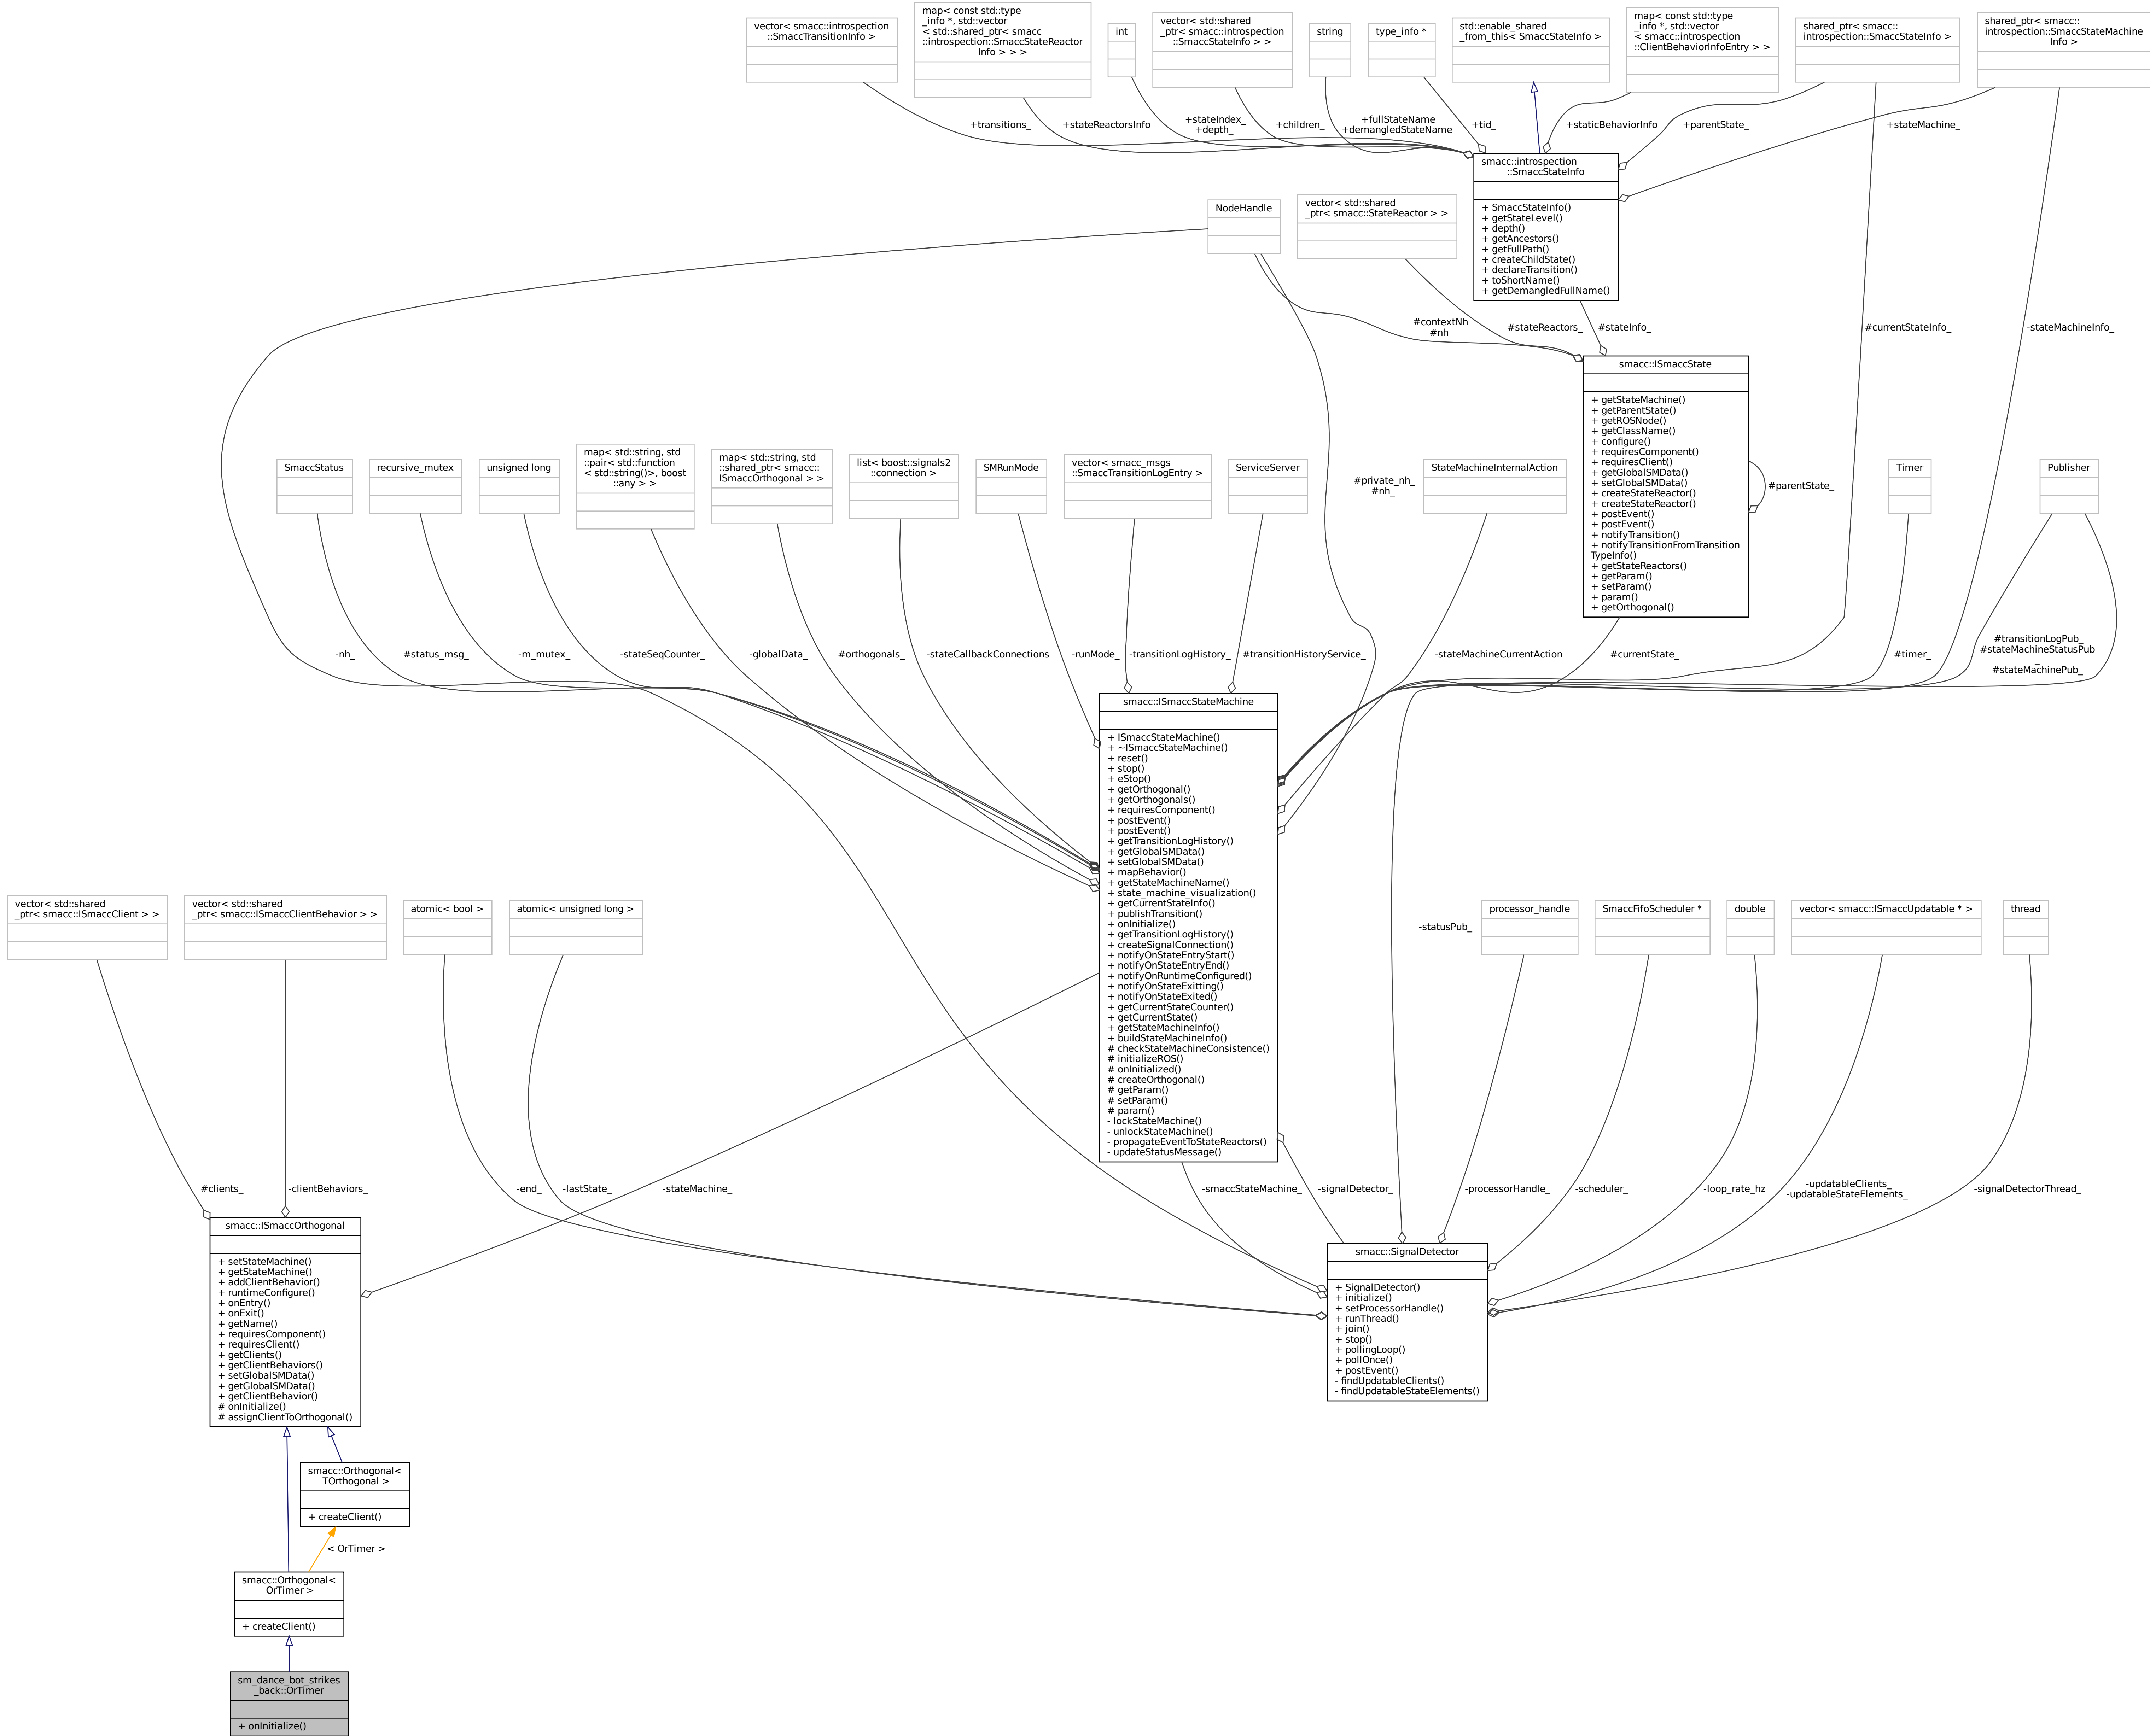 vector< smacc::introspection
::SmaccTransitionInfo >
map< const std::type
_info *, std::vector
< std::shared_ptr< smacc
::introspection::SmaccStateReactor
Info > > >
int
vector< std::shared
_ptr< smacc::introspection
::SmaccStateInfo > >
string
type_info *
std::enable_shared
_from_this< SmaccStateInfo >
map< const std::type
_info *, std::vector
< smacc::introspection
::ClientBehaviorInfoEntry > >
shared_ptr< smacc::
introspection::SmaccStateInfo >
shared_ptr< smacc::
introspection::SmaccStateMachine
Info >
+transitions_
+stateReactorsInfo
+stateIndex_
+depth_
+children_
+fullStateName
+demangledStateName
+tid_
+staticBehaviorInfo
+parentState_
+stateMachine_
smacc::introspection
::SmaccStateInfo
+ SmaccStateInfo()
+ getStateLevel()
+ depth()
+ getAncestors()
+ getFullPath()
+ createChildState()
+ declareTransition()
+ toShortName()
+ getDemangledFullName()
NodeHandle
vector< std::shared
_ptr< smacc::StateReactor > >
#contextNh
#nh
#stateReactors_
#stateInfo_
#currentStateInfo_
-stateMachineInfo_
smacc::ISmaccState
+ getStateMachine()
+ getParentState()
+ getROSNode()
+ getClassName()
+ configure()
+ requiresComponent()
+ requiresClient()
+ getGlobalSMData()
+ setGlobalSMData()
+ createStateReactor()
+ createStateReactor()
+ postEvent()
+ postEvent()
+ notifyTransition()
+ notifyTransitionFromTransition
TypeInfo()
+ getStateReactors()
+ getParam()
+ setParam()
+ param()
+ getOrthogonal()
#parentState_
SmaccStatus
recursive_mutex
unsigned long
map< std::string, std
::pair< std::function
< std::string()>, boost
::any > >
map< std::string, std
::shared_ptr< smacc::
ISmaccOrthogonal > >
list< boost::signals2
::connection >
SMRunMode
vector< smacc_msgs
::SmaccTransitionLogEntry >
ServiceServer
#private_nh_
#nh_
StateMachineInternalAction
Timer
Publisher
-nh_
#status_msg_
-m_mutex_
-stateSeqCounter_
-globalData_
#orthogonals_
-stateCallbackConnections
-runMode_
-transitionLogHistory_
#transitionHistoryService_
-stateMachineCurrentAction
#currentState_
#timer_
#transitionLogPub_
#stateMachineStatusPub
_
#stateMachinePub_
smacc::ISmaccStateMachine
+ ISmaccStateMachine()
+ ~ISmaccStateMachine()
+ reset()
+ stop()
+ eStop()
+ getOrthogonal()
+ getOrthogonals()
+ requiresComponent()
+ postEvent()
+ postEvent()
+ getTransitionLogHistory()
+ getGlobalSMData()
+ setGlobalSMData()
+ mapBehavior()
+ getStateMachineName()
+ state_machine_visualization()
+ getCurrentStateInfo()
+ publishTransition()
+ onInitialize()
+ getTransitionLogHistory()
+ createSignalConnection()
+ notifyOnStateEntryStart()
+ notifyOnStateEntryEnd()
+ notifyOnRuntimeConfigured()
+ notifyOnStateExitting()
+ notifyOnStateExited()
+ getCurrentStateCounter()
+ getCurrentState()
+ getStateMachineInfo()
+ buildStateMachineInfo()
# checkStateMachineConsistence()
# initializeROS()
# onInitialized()
# createOrthogonal()
# getParam()
# setParam()
# param()
- lockStateMachine()
- unlockStateMachine()
- propagateEventToStateReactors()
- updateStatusMessage()
vector< std::shared
_ptr< smacc::ISmaccClient > >
vector< std::shared
_ptr< smacc::ISmaccClientBehavior > >
atomic< bool >
atomic< unsigned long >
-statusPub_
processor_handle
SmaccFifoScheduler *
double
vector< smacc::ISmaccUpdatable * >
thread
#clients_
-clientBehaviors_
-end_
-lastState_
-stateMachine_
-smaccStateMachine_
-signalDetector_
-processorHandle_
-scheduler_
-loop_rate_hz
-updatableClients_
-updatableStateElements_
-signalDetectorThread_
smacc::ISmaccOrthogonal
+ setStateMachine()
+ getStateMachine()
+ addClientBehavior()
+ runtimeConfigure()
+ onEntry()
+ onExit()
+ getName()
+ requiresComponent()
+ requiresClient()
+ getClients()
+ getClientBehaviors()
+ setGlobalSMData()
+ getGlobalSMData()
+ getClientBehavior()
# onInitialize()
# assignClientToOrthogonal()
smacc::SignalDetector
+ SignalDetector()
+ initialize()
+ setProcessorHandle()
+ runThread()
+ join()
+ stop()
+ pollingLoop()
+ pollOnce()
+ postEvent()
- findUpdatableClients()
- findUpdatableStateElements()
smacc::Orthogonal<
TOrthogonal >
+ createClient()
< OrTimer >
smacc::Orthogonal<
OrTimer >
+ createClient()
sm_dance_bot_strikes
_back::OrTimer
+ onInitialize()